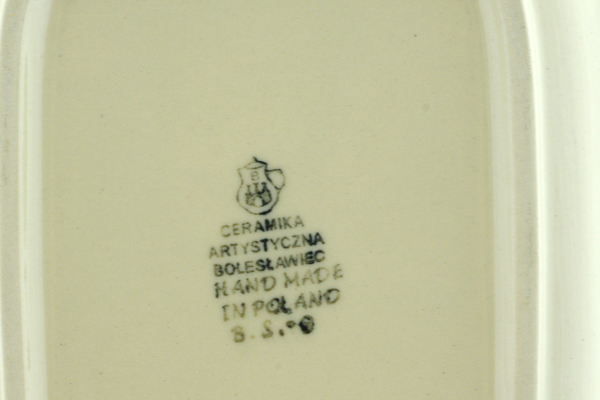 B
CERAMIKA
ARTYSTYCZNA
BOLESŁAWIEC
HAND MADE
IN POLAND